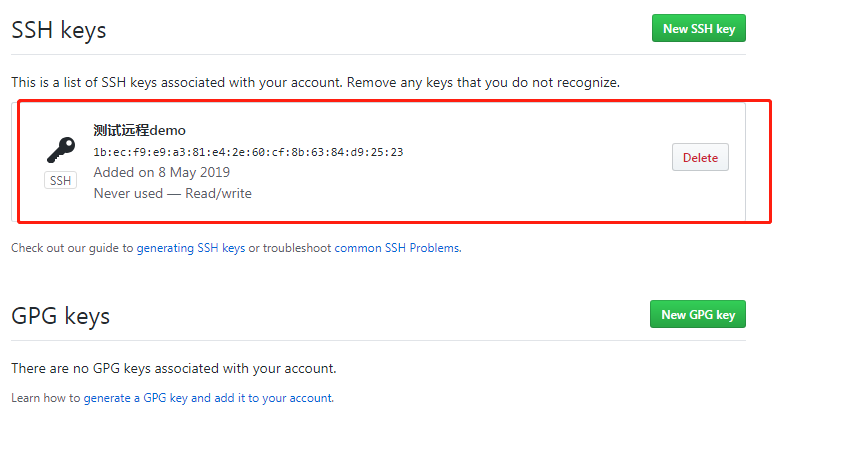 SSH keys
New SSH key
This is a list of SSH keys associated with your account. Remove any keys that you do not recognize.
测试远程demo
1b:ec:f9:e9:a3:81:e4:2e:60:cf:8b:63:84:d9:25:23
Added on 8 May 2019
Never used — Read/write
SSH
Delete
Check out our guide to generating SSH keys or troubleshoot common SSH Problems.
GPG keys
New GPG key
There are no GPG keys associated with your account.
Learn how to generate a GPG key and add it to your account.